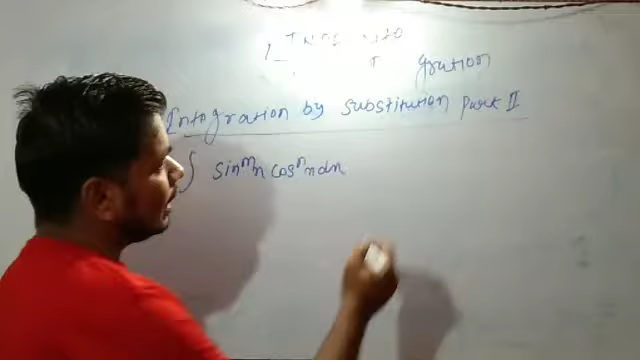 gration
Integration by substitution Part II
∫ sinᵐx cosⁿx dx